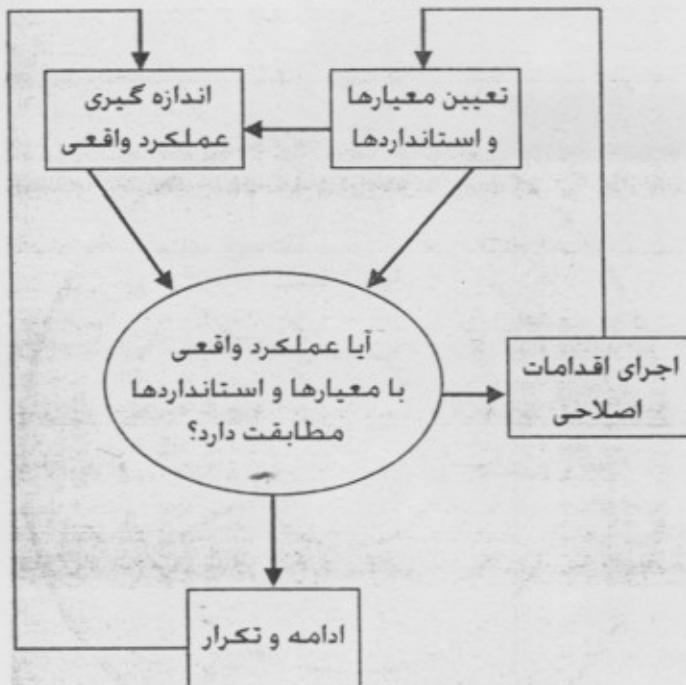 تعیین معیارها
و استانداردها
اندازه گیری
عملکرد واقعی
آیا عملکرد واقعی
با معیارها و استانداردها
مطابقت دارد؟
اجرای اقدامات
اصلاحی
ادامه و تکرار